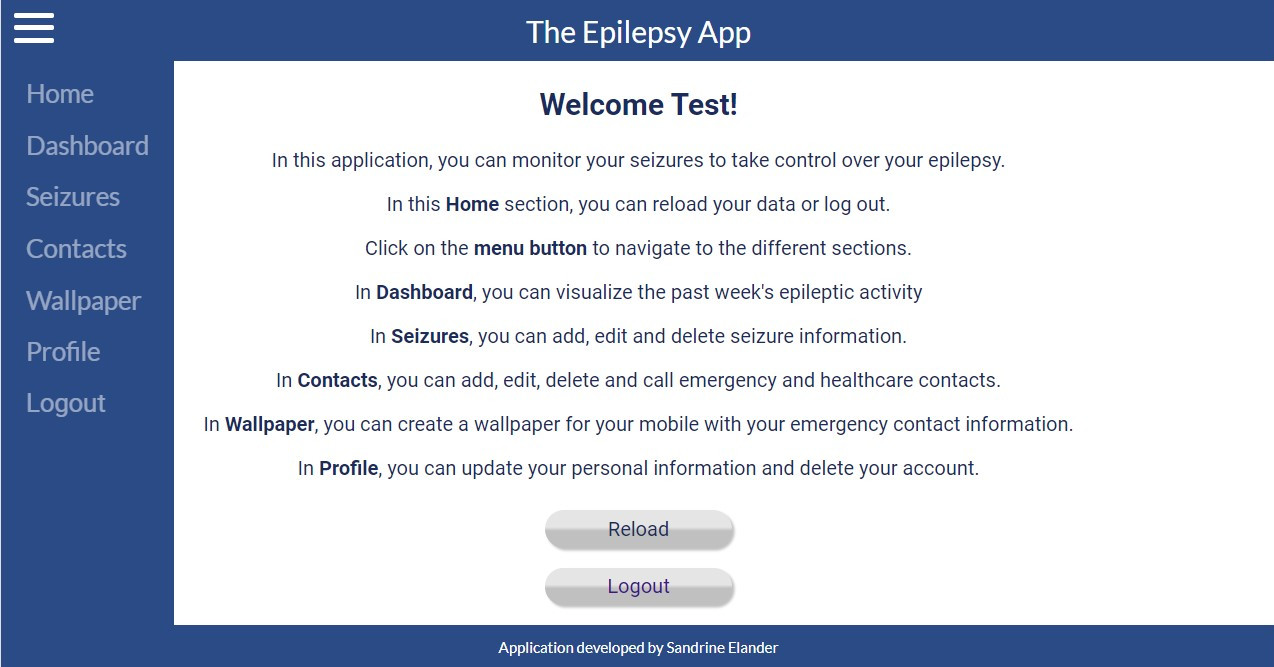 The Epilepsy App
Home
Dashboard
Seizures
Contacts
Wallpaper
Profile
Logout
Welcome Test!
In this application, you can monitor your seizures to take control over your epilepsy.
In this Home section, you can reload your data or log out.
Click on the menu button to navigate to the different sections.
In Dashboard, you can visualize the past week's epileptic activity
In Seizures, you can add, edit and delete seizure information.
In Contacts, you can add, edit, delete and call emergency and healthcare contacts.
In Wallpaper, you can create a wallpaper for your mobile with your emergency contact information.
In Profile, you can update your personal information and delete your account.
Reload
Logout
Application developed by Sandrine Elander